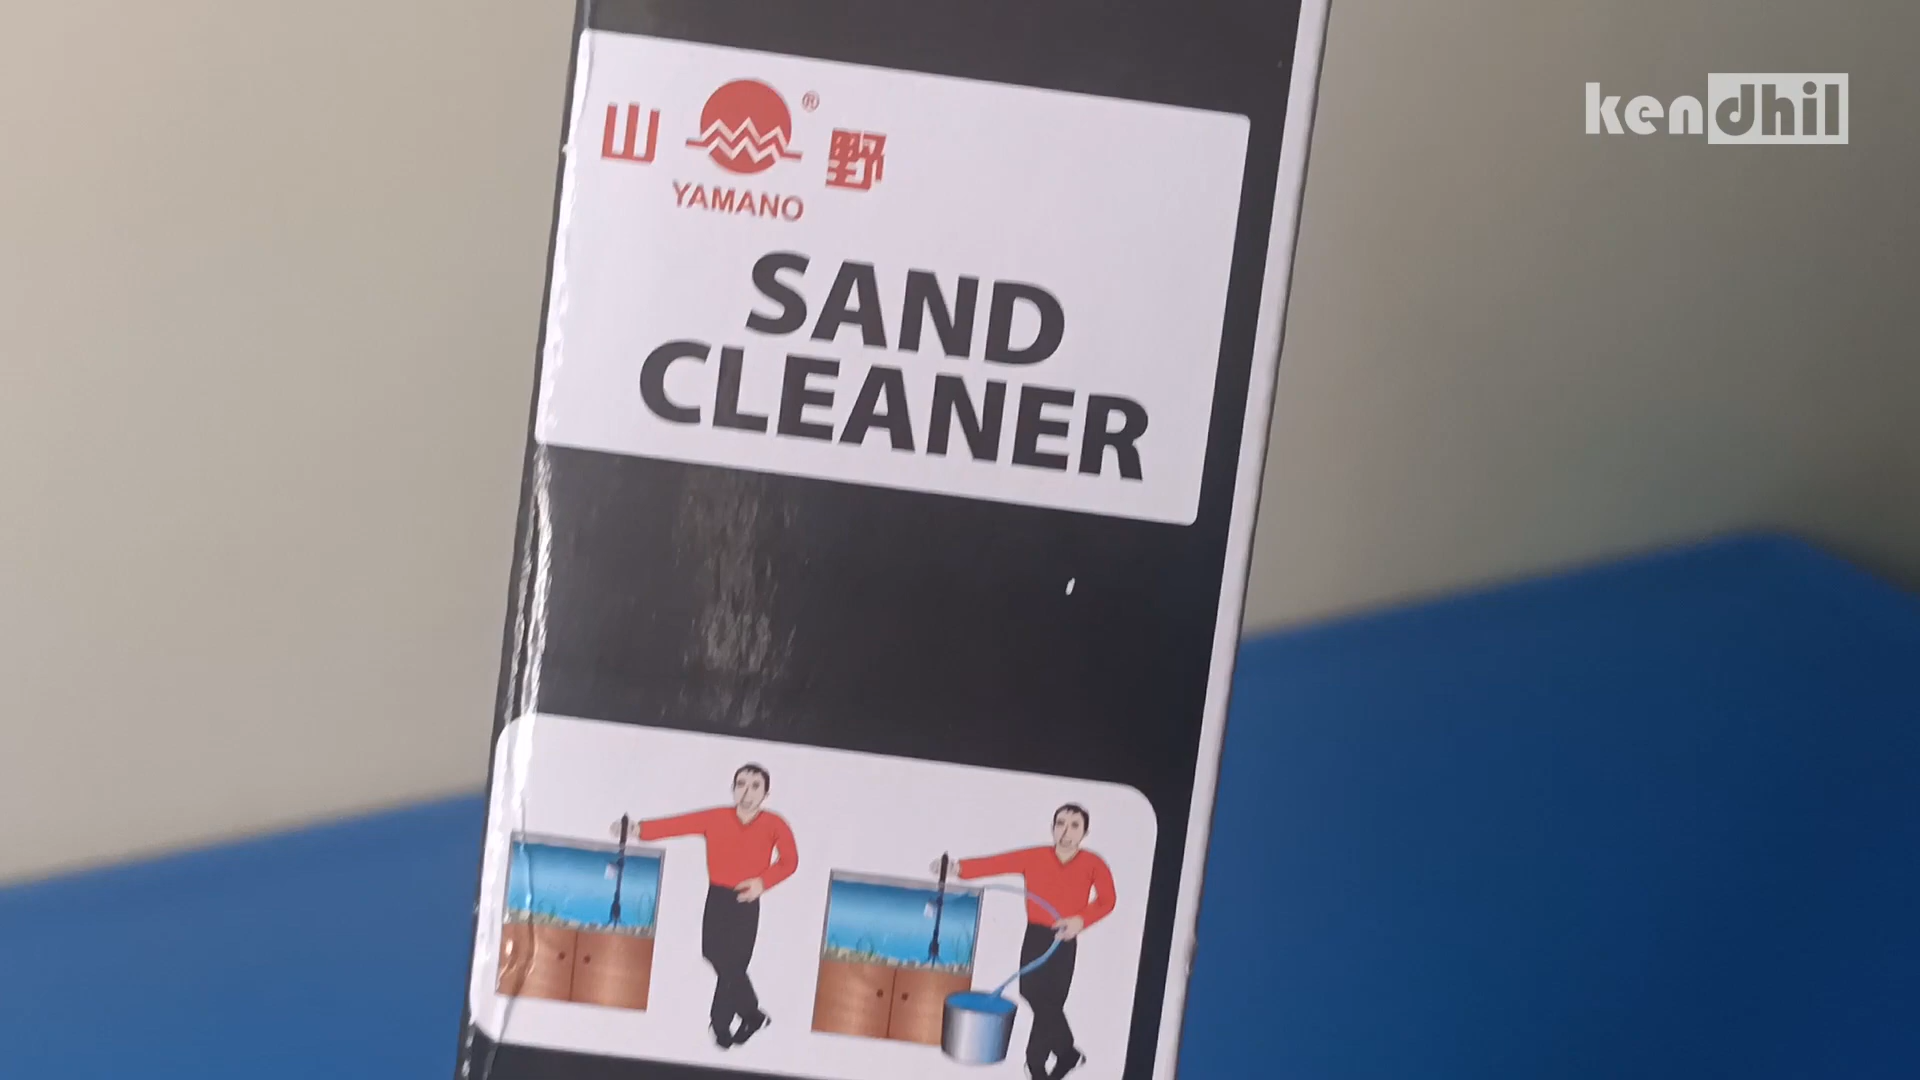 kendhil
山 ® 野
YAMANO
SAND
CLEANER